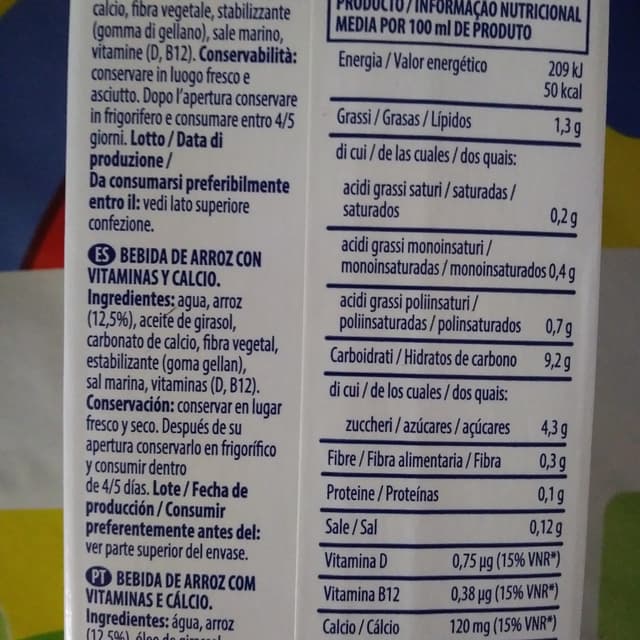 calcio, fibra vegetale, stabilizzante
(gomma di gellano), sale marino,
vitamine (D, B12). Conservabilità:
conservare in luogo fresco e
asciutto. Dopo l'apertura conservare
in frigorifero e consumare entro 4/5
giorni. Lotto / Data di
produzione /
Da consumarsi preferibilmente
entro il: vedi lato superiore
confezione.
ES BEBIDA DE ARROZ CON
VITAMINAS Y CALCIO.
Ingredientes: agua, arroz
(12,5%), aceite de girasol,
carbonato de calcio, fibra vegetal,
estabilizante (goma gellan),
sal marina, vitaminas (D, B12).
Conservación: conservar en lugar
fresco y seco. Después de su
apertura conservarlo en frigorífico
y consumir dentro
de 4/5 días. Lote / Fecha de
producción / Consumir
preferentemente antes del:
ver parte superior del envase.
PT BEBIDA DE ARROZ COM
VITAMINAS E CÁLCIO.
Ingredientes: água, arroz
(12,5%), óleo de girassol
PRODUCTO / INFORMAÇÃO NUTRICIONAL
MEDIA POR 100 ml DE PRODUTO
Energia / Valor energético 209 kJ
50 kcal
Grassi / Grasas / Lípidos 1,3 g
di cui / de las cuales / dos quais:
acidi grassi saturi / saturadas /
saturados 0,2 g
acidi grassi monoinsaturi /
monoinsaturadas / monoinsaturados 0,4 g
acidi grassi poliinsaturi /
poliinsaturadas / polinsaturados 0,7 g
Carboidrati / Hidratos de carbono 9,2 g
di cui / de los cuales / dos quais:
zuccheri / azúcares / açúcares 4,3 g
Fibre / Fibra alimentaria / Fibra 0,3 g
Proteine / Proteínas 0,1 g
Sale / Sal 0,12 g
Vitamina D 0,75 µg (15% VNR*)
Vitamina B12 0,38 µg (15% VNR*)
Calcio / Cálcio 120 mg (15% VNR*)